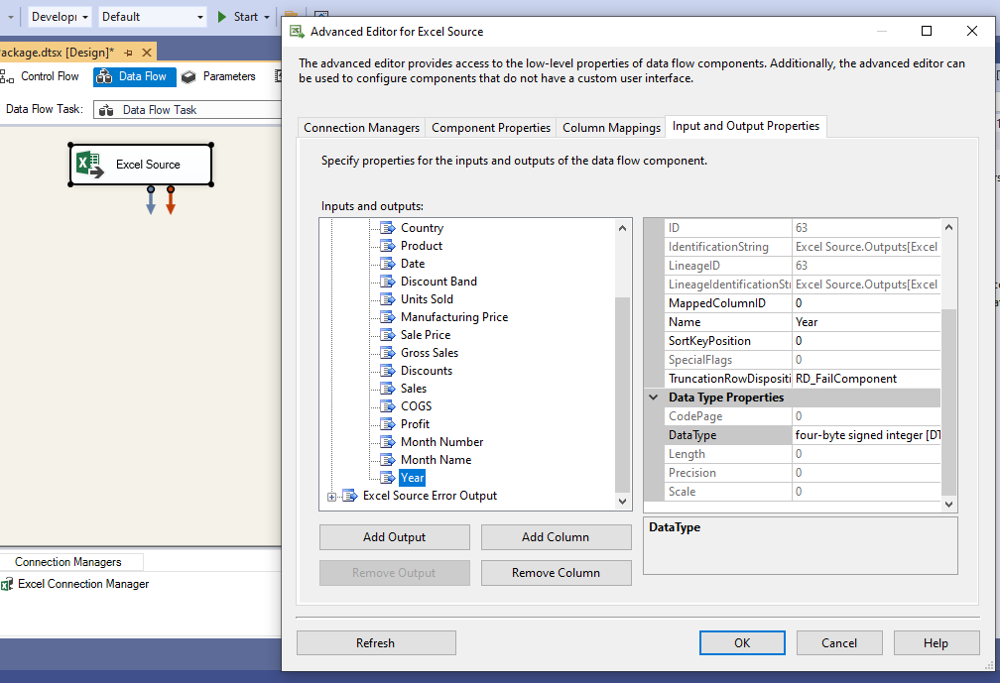 Develop
Default
Start
Package.dtsx [Design]*
Control Flow
Data Flow
Parameters
Data Flow Task:
Data Flow Task
Excel Source
Connection Managers
Excel Connection Manager
Advanced Editor for Excel Source
The advanced editor provides access to the low-level properties of data flow components. Additionally, the advanced editor can
be used to configure components that do not have a custom user interface.
Connection Managers
Component Properties
Column Mappings
Input and Output Properties
Specify properties for the inputs and outputs of the data flow component.
Inputs and outputs:
Country
Product
Date
Discount Band
Units Sold
Manufacturing Price
Sale Price
Gross Sales
Discounts
Sales
COGS
Profit
Month Number
Month Name
Year
Excel Source Error Output
Add Output
Add Column
Remove Output
Remove Column
ID 63
IdentificationString Excel Source.Outputs[Excel
LineageID 63
LineageIdentificationStr Excel Source.Outputs[Excel
MappedColumnID 0
Name Year
SortKeyPosition 0
SpecialFlags 0
TruncationRowDispositi RD_FailComponent
Data Type Properties
CodePage 0
DataType four-byte signed integer [DT
Length 0
Precision 0
Scale 0
DataType
Refresh
OK
Cancel
Help